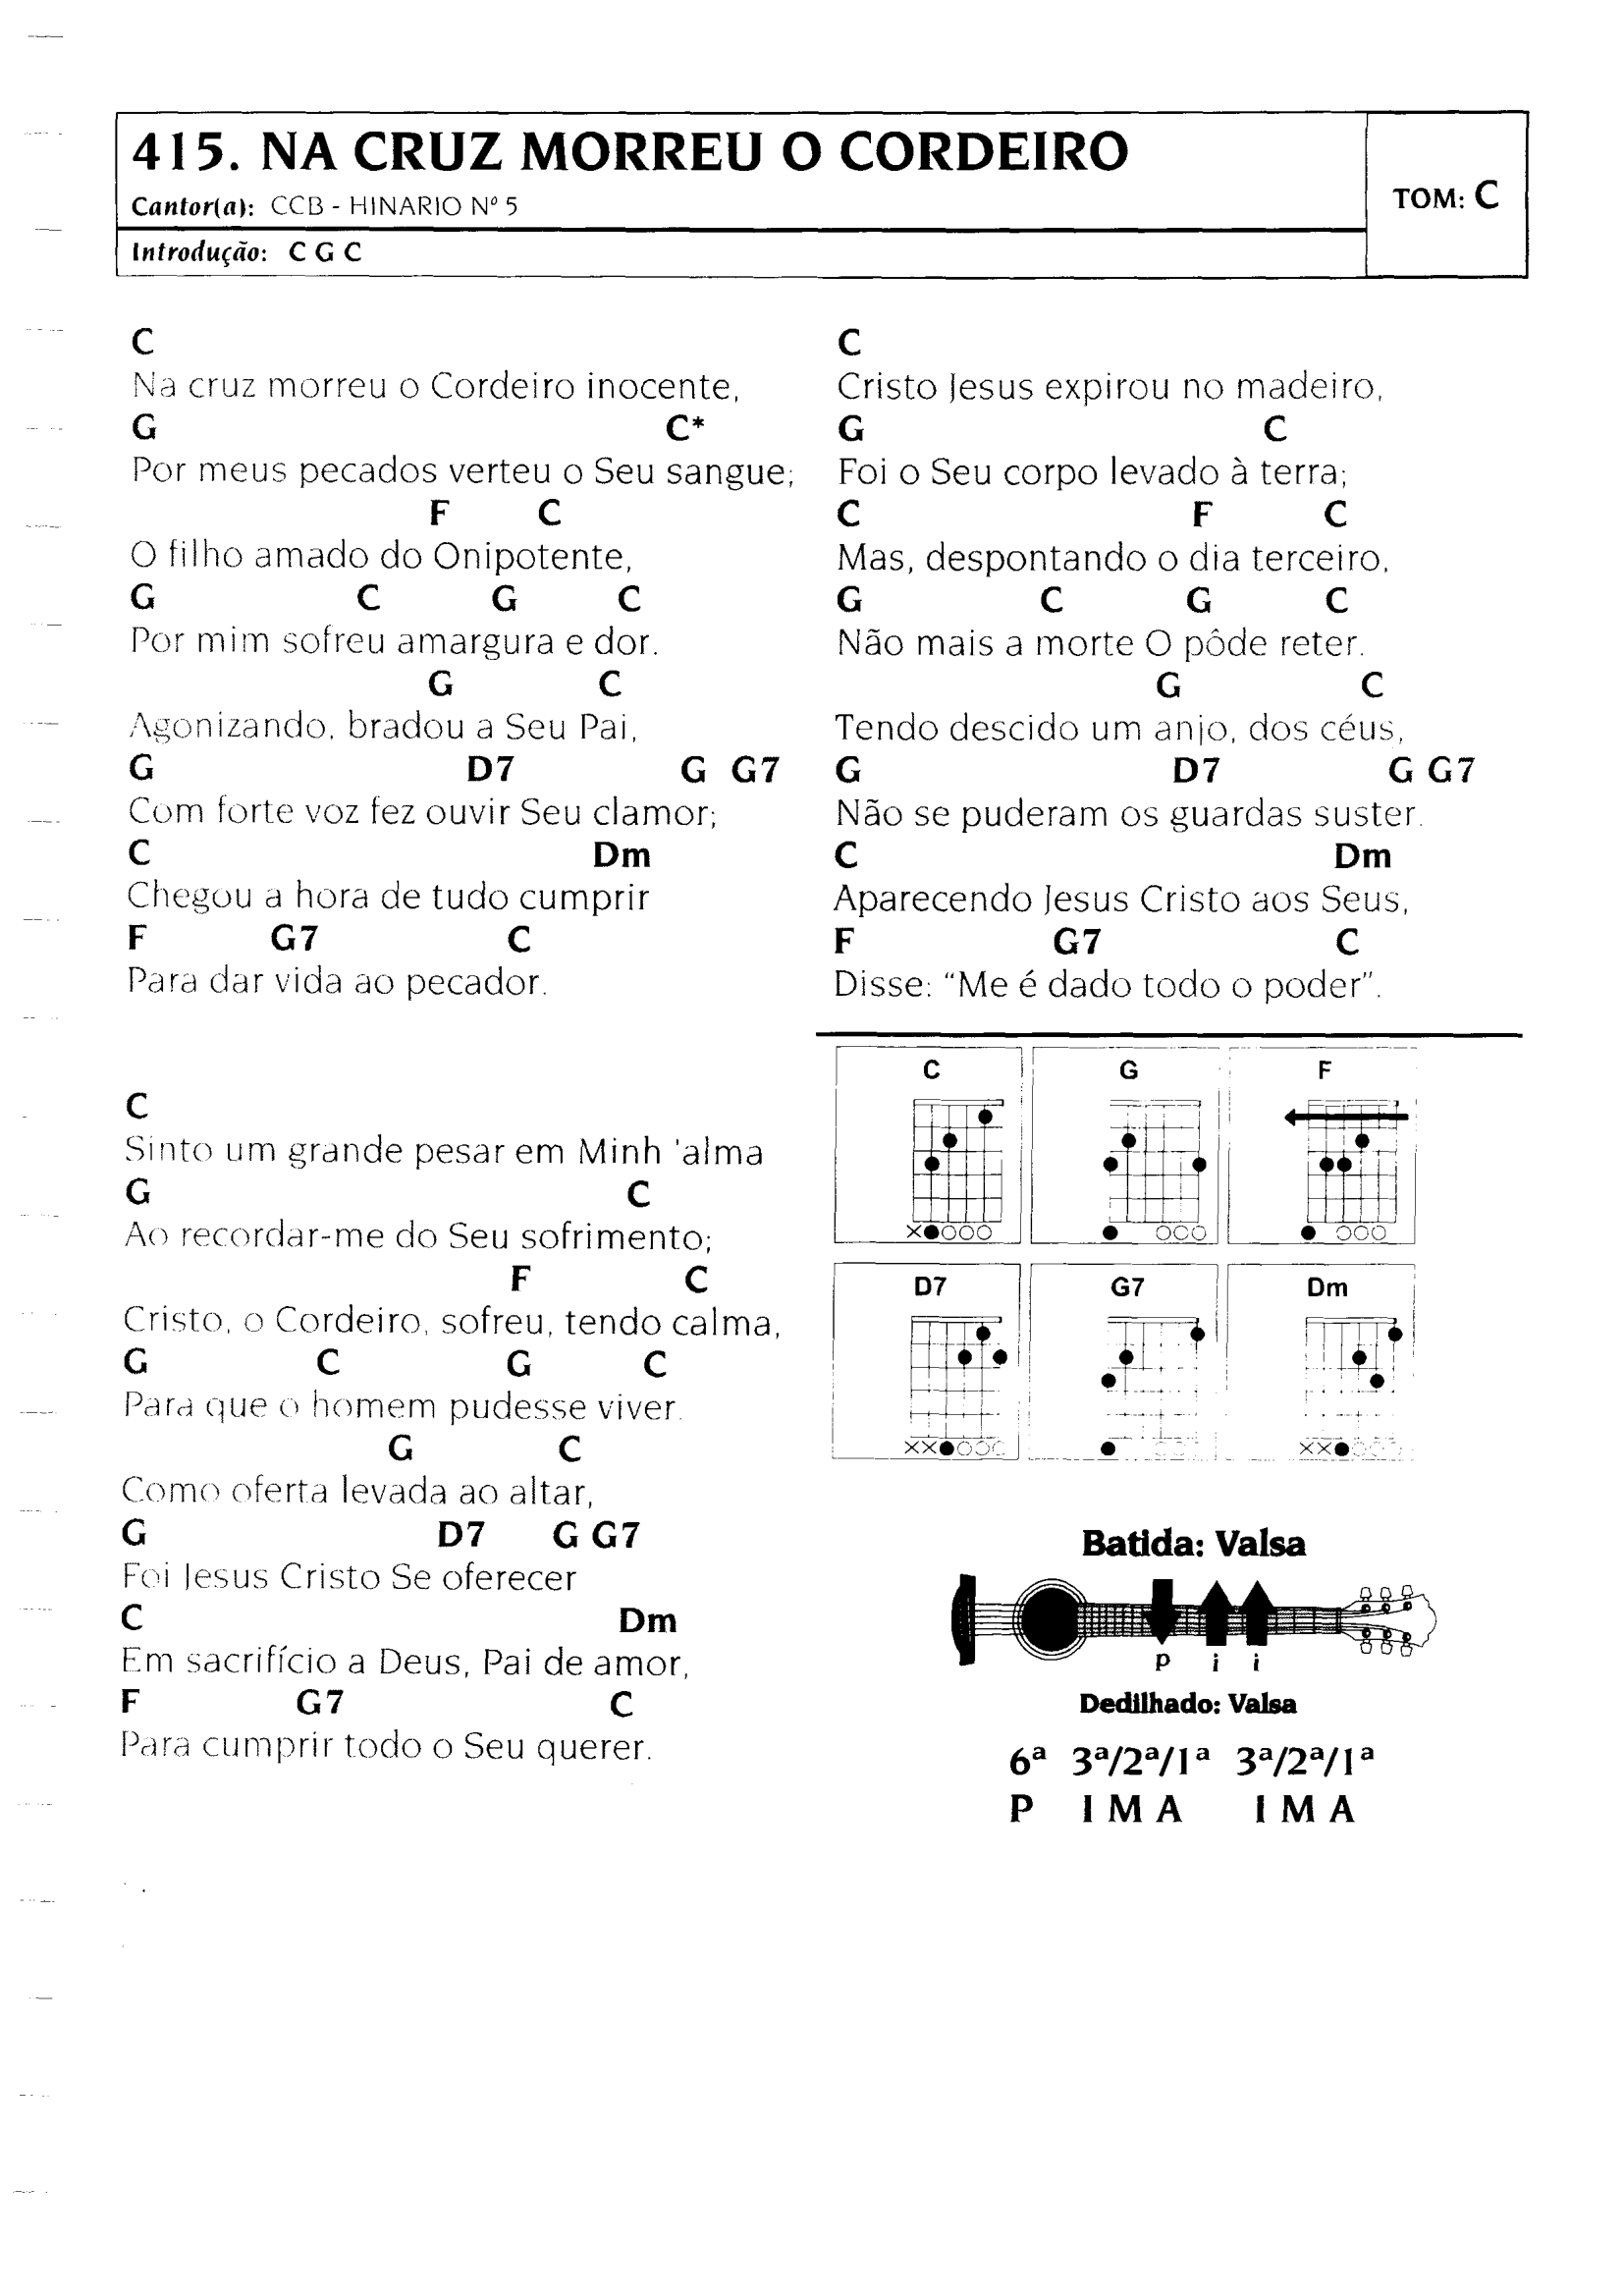 415. NA CRUZ MORREU O CORDEIRO
Cantor(a): CCB - HINARIO Nº 5
Introdução: C G C
TOM: C
C
Na cruz morreu o Cordeiro inocente,
G C*
Por meus pecados verteu o Seu sangue;
F C
O filho amado do Onipotente,
G C G C
Por mim sofreu amargura e dor.
G C
Agonizando, bradou a Seu Pai,
G D7 G G7
Com forte voz fez ouvir Seu clamor;
C Dm
Chegou a hora de tudo cumprir
F G7 C
Para dar vida ao pecador.
C
Sinto um grande pesar em Minh 'alma
G C
Ao recordar-me do Seu sofrimento;
F C
Cristo, o Cordeiro, sofreu, tendo calma,
G C G C
Para que o homem pudesse viver.
G C
Como oferta levada ao altar,
G D7 G G7
Foi Jesus Cristo Se oferecer
C Dm
Em sacrifício a Deus, Pai de amor,
F G7 C
Para cumprir todo o Seu querer.
C
Cristo Jesus expirou no madeiro,
G C
Foi o Seu corpo levado à terra;
C F C
Mas, despontando o dia terceiro,
G C G C
Não mais a morte O pôde reter.
G C
Tendo descido um anjo, dos céus,
G D7 G G7
Não se puderam os guardas suster.
C Dm
Aparecendo Jesus Cristo aos Seus,
F G7 C
Disse: "Me é dado todo o poder".
C G F
D7 G7 Dm
Batida: Valsa
p i i
Dedilhado: Valsa
6ª 3ª/2ª/1ª 3ª/2ª/1ª
P I M A I M A